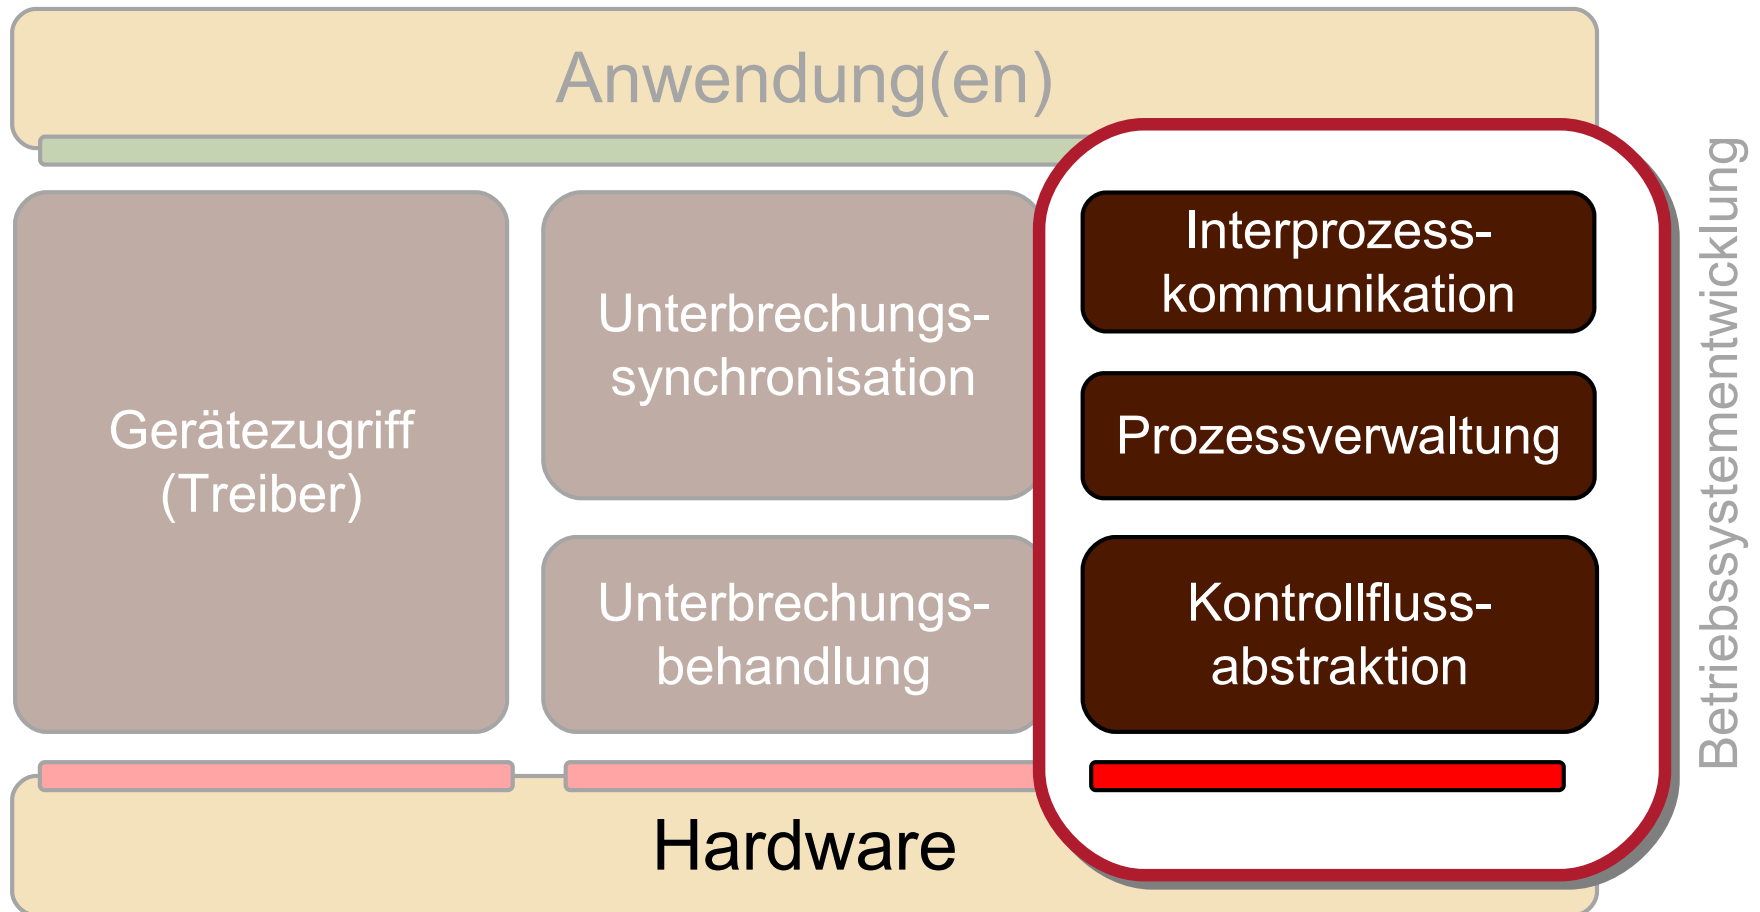 Anwendung(en)
Gerätezugriff
(Treiber)
Unterbrechungs-
synchronisation
Unterbrechungs-
behandlung
Interprozess-
kommunikation
Prozessverwaltung
Kontrollfluss-
abstraktion
Hardware
Betriebssystementwicklung